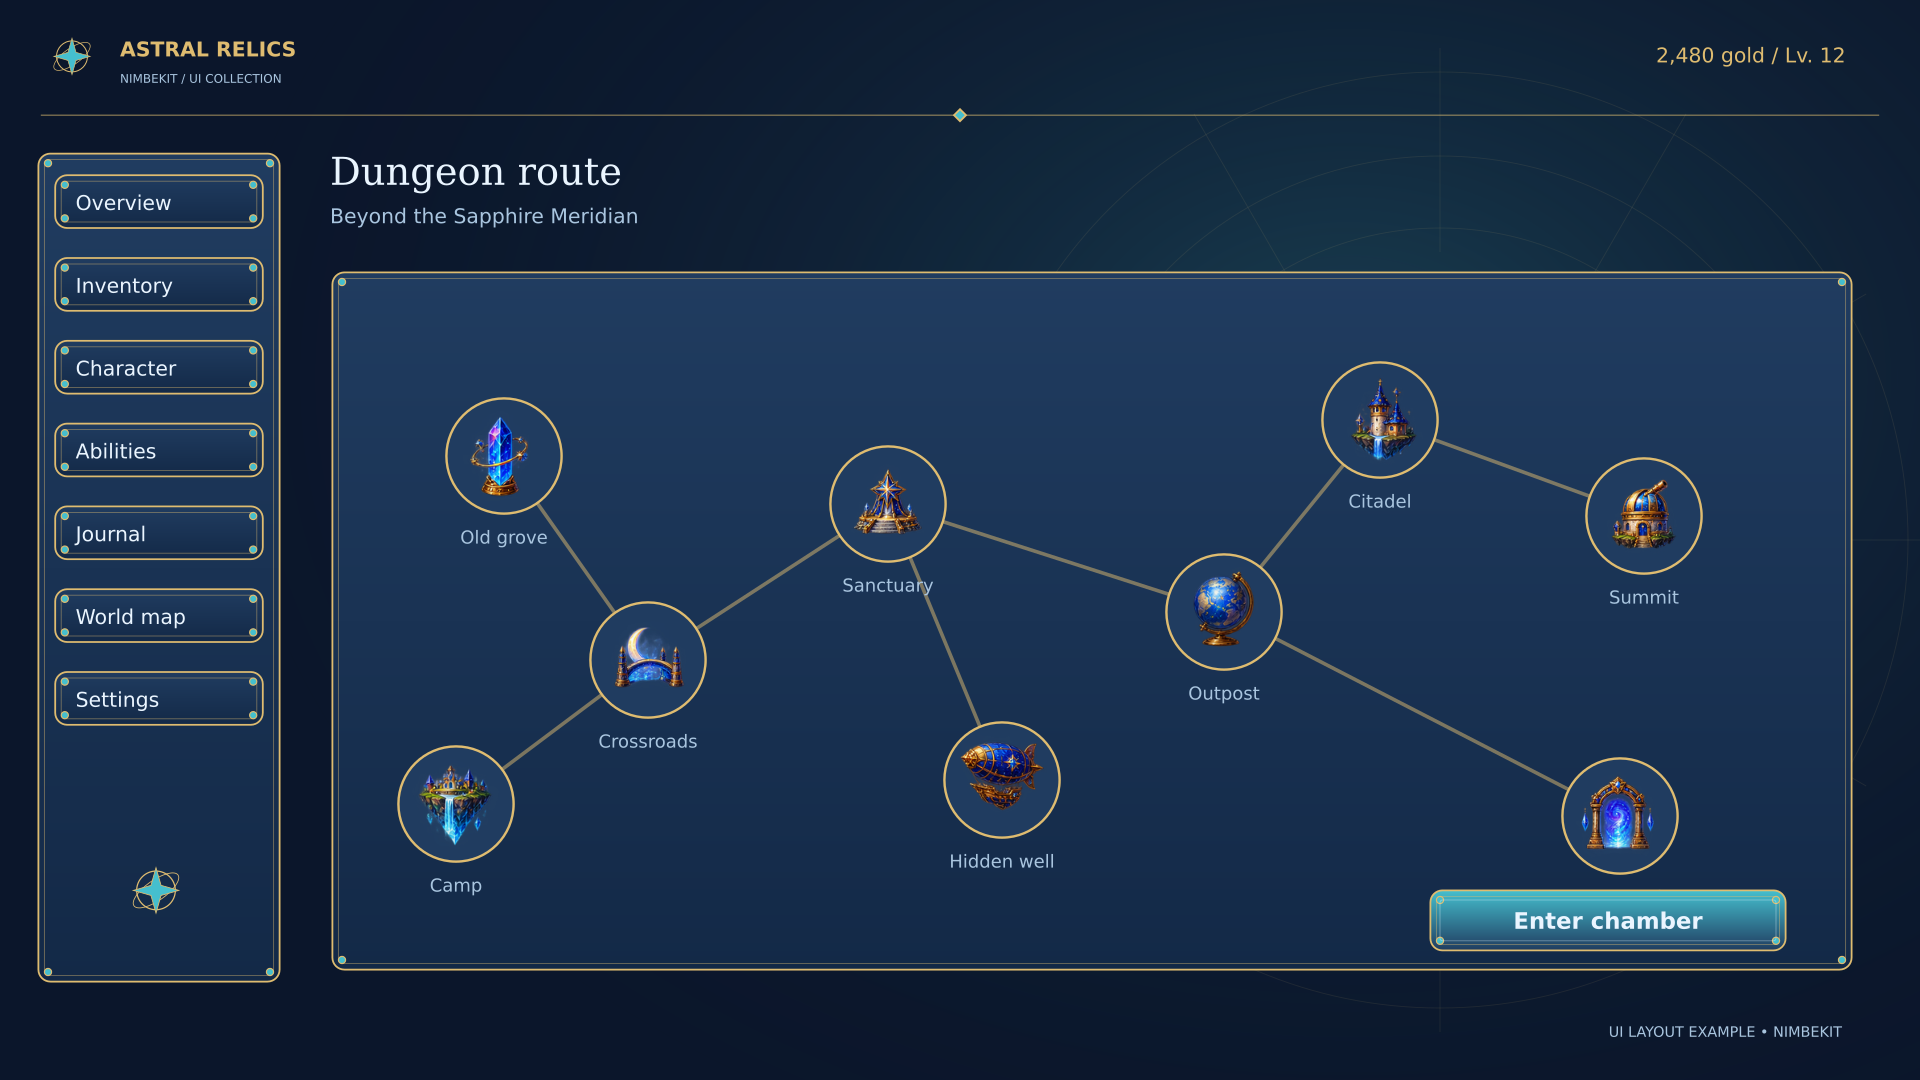 ASTRAL RELICS
NIMBEKIT / UI COLLECTION
2,480 gold / Lv. 12
Overview
Inventory
Character
Abilities
Journal
World map
Settings
Dungeon route
Beyond the Sapphire Meridian
Old grove
Sanctuary
Citadel
Summit
Crossroads
Outpost
Camp
Hidden well
Enter chamber
UI LAYOUT EXAMPLE • NIMBEKIT